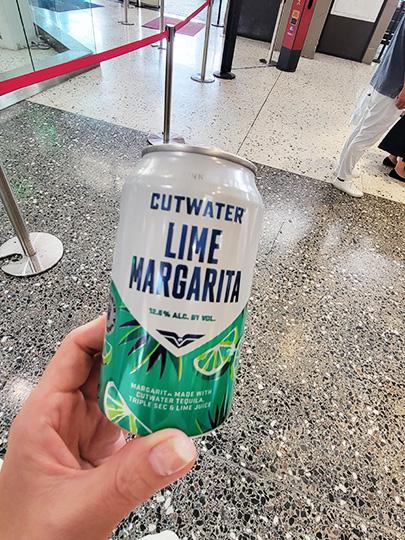 CUTWATER
LIME
MARGARITA
12.5% ALC. BY VOL.
MARGARITA MADE WITH
CUTWATER TEQUILA,
TRIPLE SEC & LIME JUICE